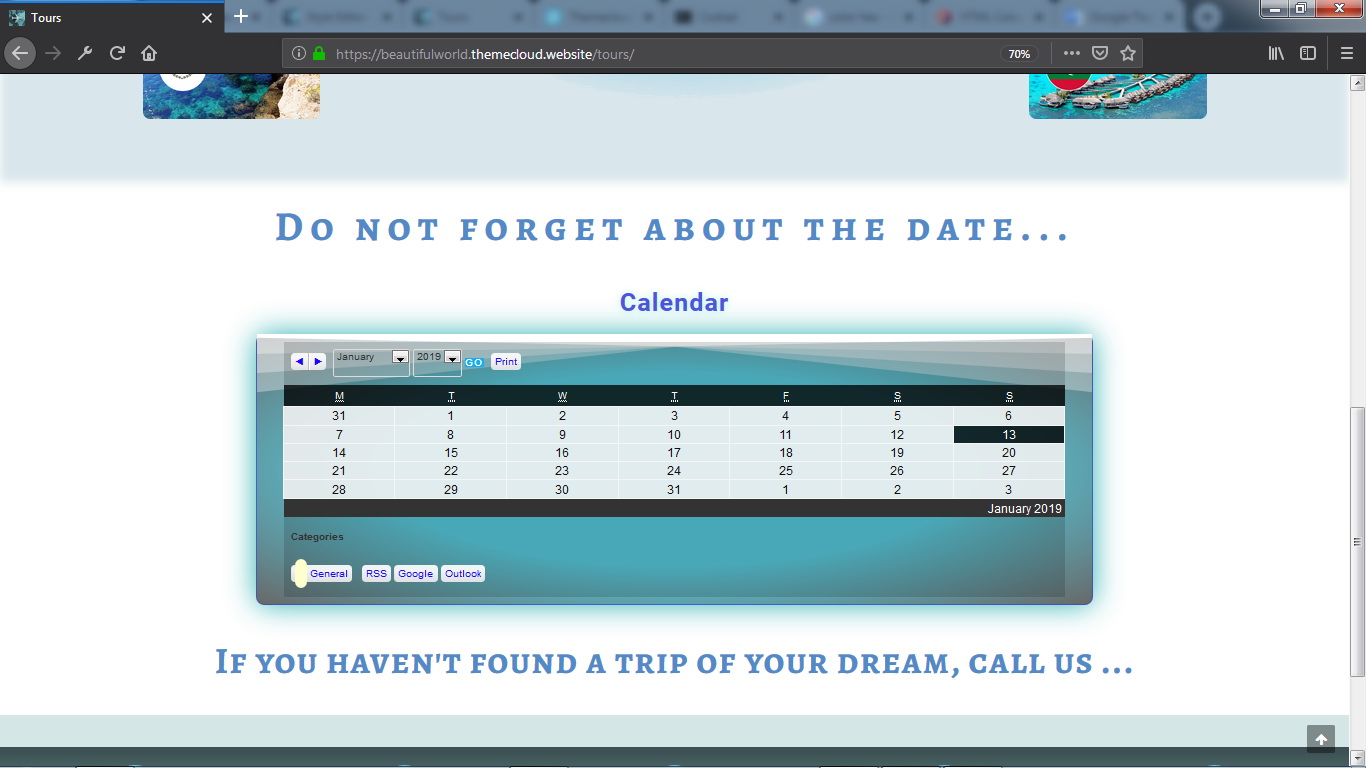 Tours
https://beautifulworld.themecloud.website/tours/ 70%
DO NOT FORGET ABOUT THE DATE...
Calendar
January 2019 GO Print
M T W T F S S
31 1 2 3 4 5 6
7 8 9 10 11 12 13
14 15 16 17 18 19 20
21 22 23 24 25 26 27
28 29 30 31 1 2 3
January 2019
Categories
General RSS Google Outlook
IF YOU HAVEN'T FOUND A TRIP OF YOUR DREAM, CALL US ...